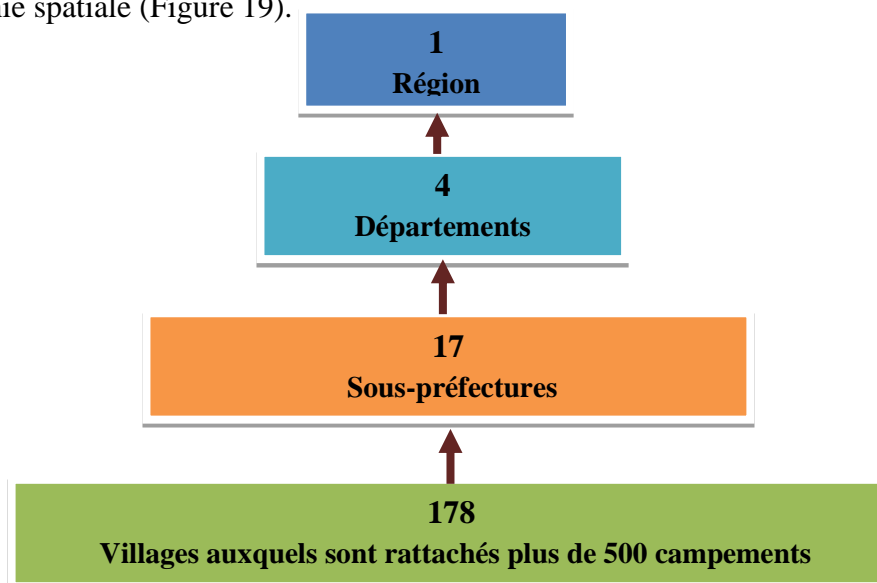 spatiale (Figure 19).
1
Région
4
Départements
17
Sous-préfectures
178
Villages auxquels sont rattachés plus de 500 campements